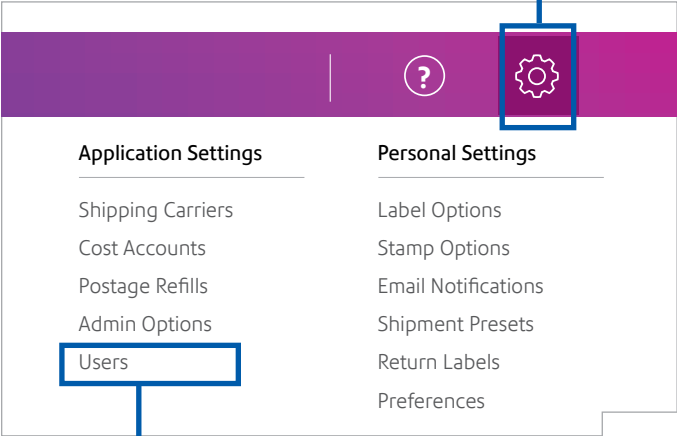 ?
Application Settings
Shipping Carriers
Cost Accounts
Postage Refills
Admin Options
Users
Personal Settings
Label Options
Stamp Options
Email Notifications
Shipment Presets
Return Labels
Preferences